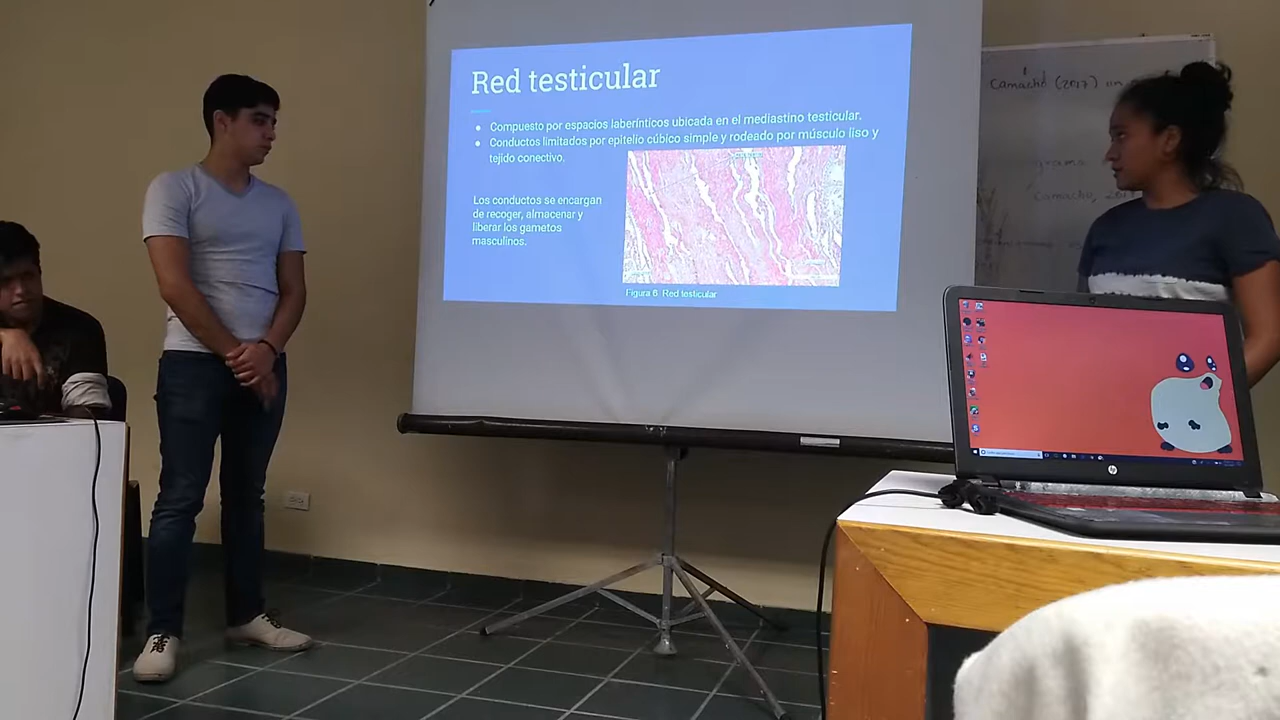 Red testicular
● Compuesto por espacios laberínticos ubicada en el mediastino testicular.
● Conductos limitados por epitelio cúbico simple y rodeado por músculo liso y
tejido conectivo.
Los conductos se encargan
de recoger, almacenar y
liberar los gametos
masculinos.
Figura 6. Red testicular
Camacho (2017)
Camacho, 201
hp